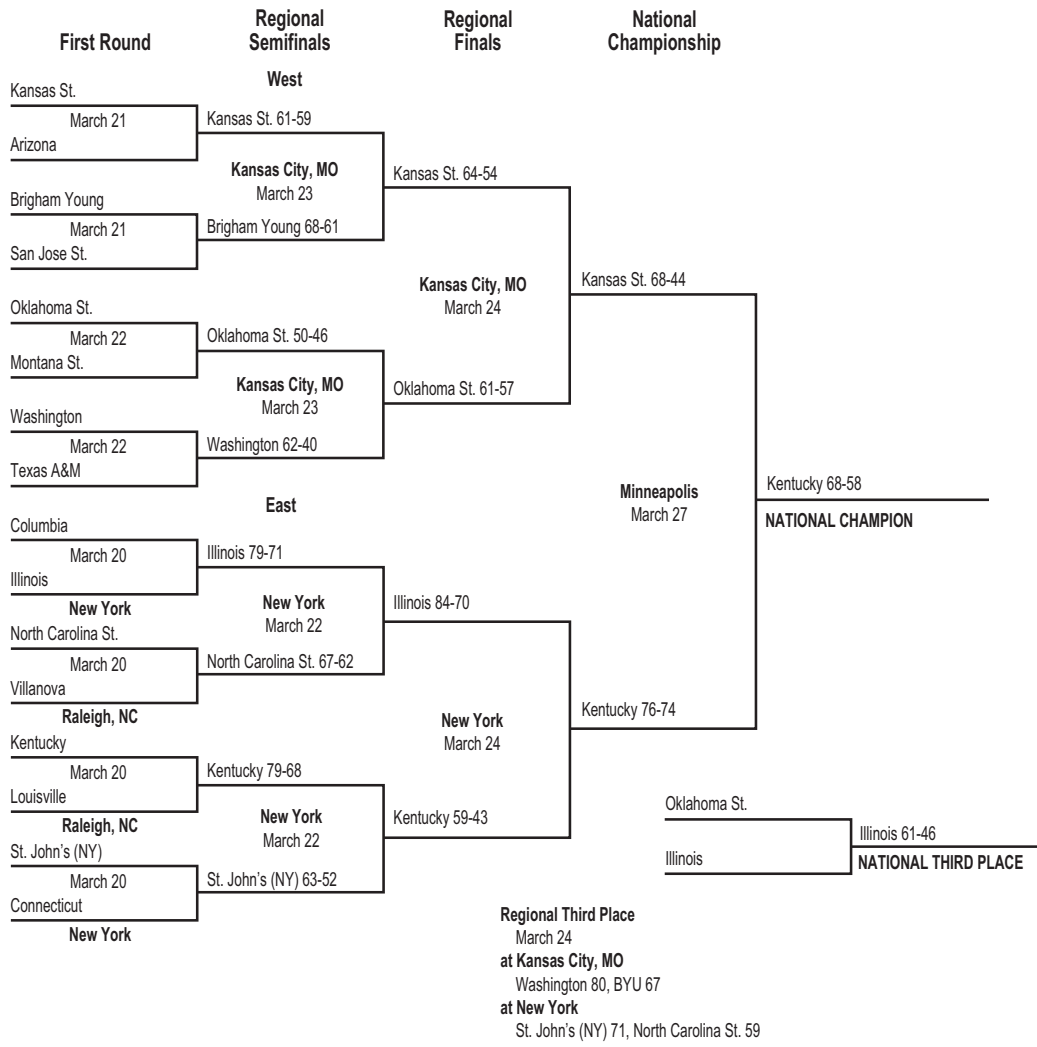 First Round
Regional
Semifinals
Regional
Finals
National
Championship
West
Kansas St.
March 21
Arizona
Kansas St. 61-59
Kansas City, MO
March 23
Brigham Young
March 21
San Jose St.
Brigham Young 68-61
Kansas St. 64-54
Kansas City, MO
March 24
Oklahoma St.
March 22
Montana St.
Oklahoma St. 50-46
Kansas City, MO
March 23
Washington
March 22
Texas A&M
Washington 62-40
Oklahoma St. 61-57
Kansas St. 68-44
Minneapolis
March 27
Kentucky 68-58
NATIONAL CHAMPION
East
Columbia
March 20
Illinois
New York
Illinois 79-71
New York
March 22
North Carolina St.
March 20
Villanova
Raleigh, NC
North Carolina St. 67-62
Illinois 84-70
New York
March 24
Kentucky
March 20
Louisville
Raleigh, NC
Kentucky 79-68
New York
March 22
St. John's (NY)
March 20
Connecticut
New York
St. John's (NY) 63-52
Kentucky 59-43
Kentucky 76-74
Oklahoma St.
Illinois
Illinois 61-46
NATIONAL THIRD PLACE
Regional Third Place
March 24
at Kansas City, MO
Washington 80, BYU 67
at New York
St. John's (NY) 71, North Carolina St. 59